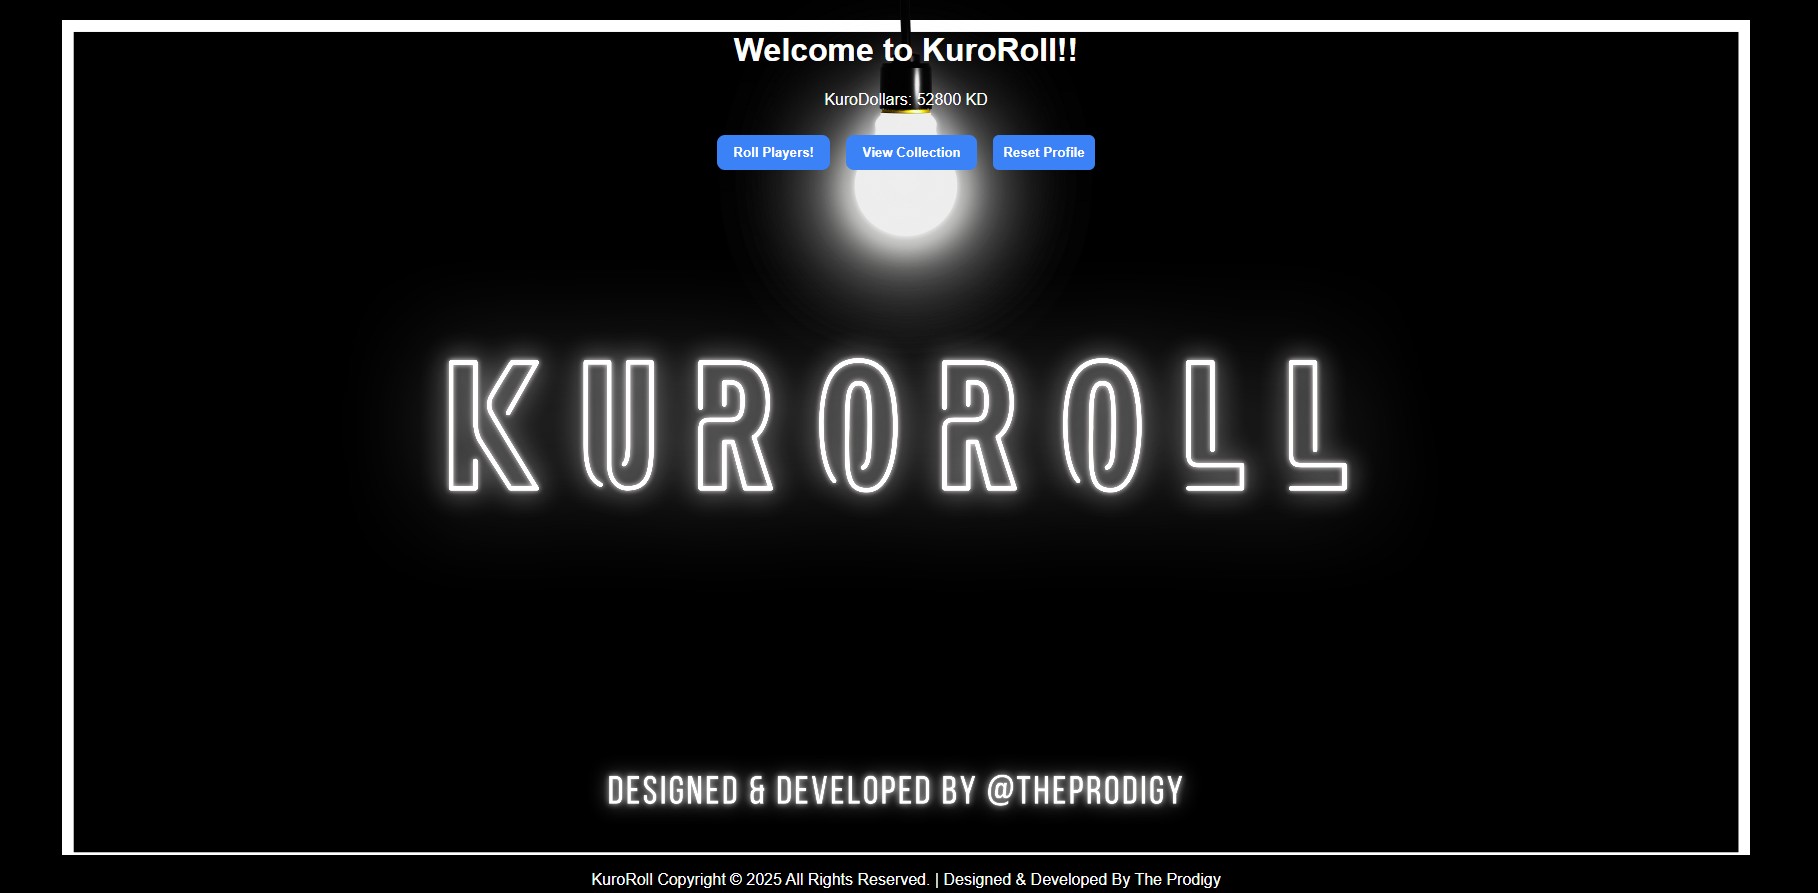 Welcome to KuroRoll!!
KuroDollars: 52800 KD
Roll Players! View Collection Reset Profile
KUROROLL
DESIGNED & DEVELOPED BY @THEPRODIGY
KuroRoll Copyright © 2025 All Rights Reserved. | Designed & Developed By The Prodigy